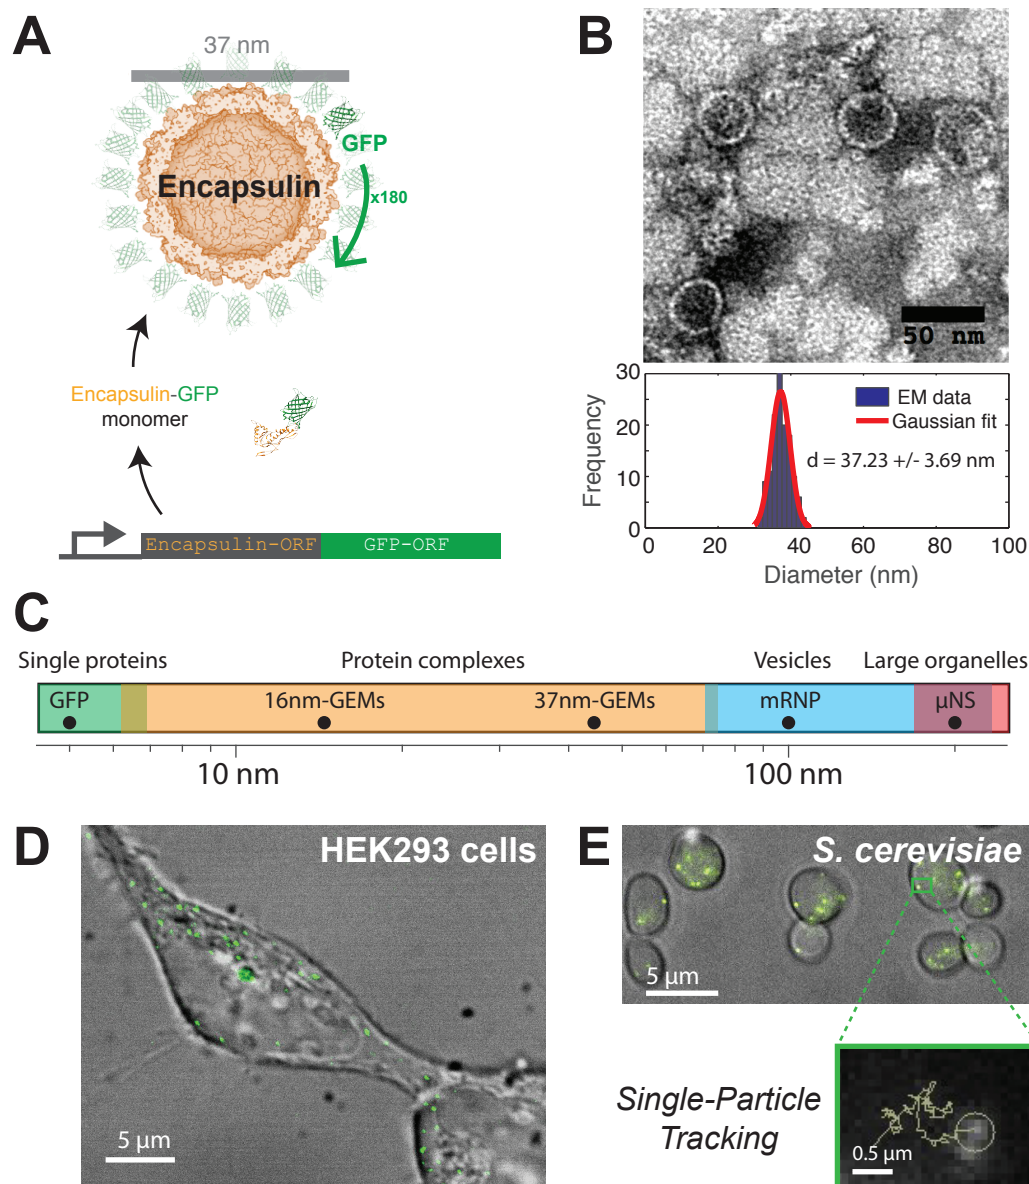 A
37 nm
GFP
Encapsulin
x180
Encapsulin-GFP
monomer
Encapsulin-ORF GFP-ORF
B
50 nm
30
20
10
0
Frequency
EM data
Gaussian fit
d = 37.23 +/- 3.69 nm
0 20 40 60 80 100
Diameter (nm)
C
Single proteins Protein complexes Vesicles Large organelles
GFP 16nm-GEMs 37nm-GEMs mRNP µNS
10 nm 100 nm
D
HEK293 cells
5 µm
E
S. cerevisiae
5 µm
Single-Particle
Tracking
0.5 µm